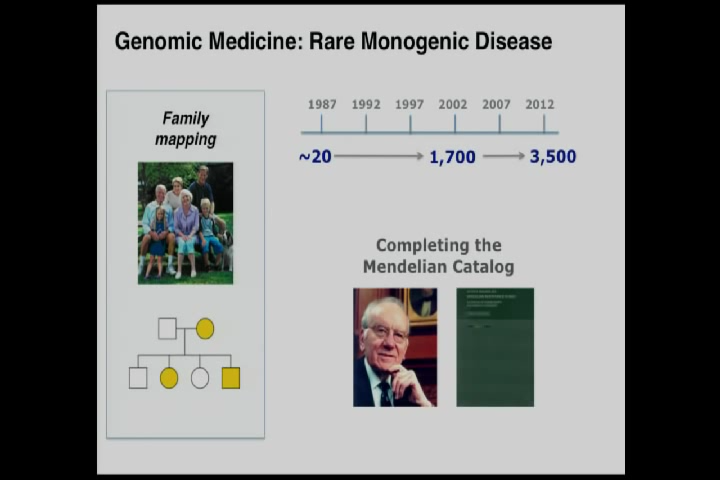 Genomic Medicine: Rare Monogenic Disease
Family
mapping
1987 1992 1997 2002 2007 2012
~20 1,700 3,500
Completing the
Mendelian Catalog